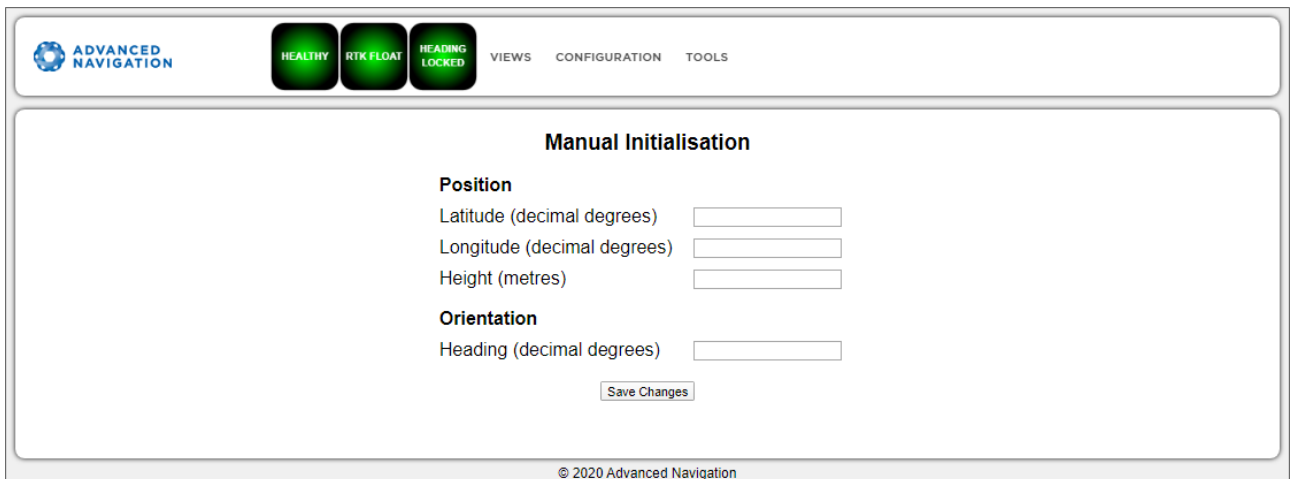 ADVANCED
NAVIGATION
HEALTHY
RTK FLOAT
HEADING
LOCKED
VIEWS
CONFIGURATION
TOOLS
Manual Initialisation
Position
Latitude (decimal degrees)
Longitude (decimal degrees)
Height (metres)
Orientation
Heading (decimal degrees)
Save Changes
© 2020 Advanced Navigation